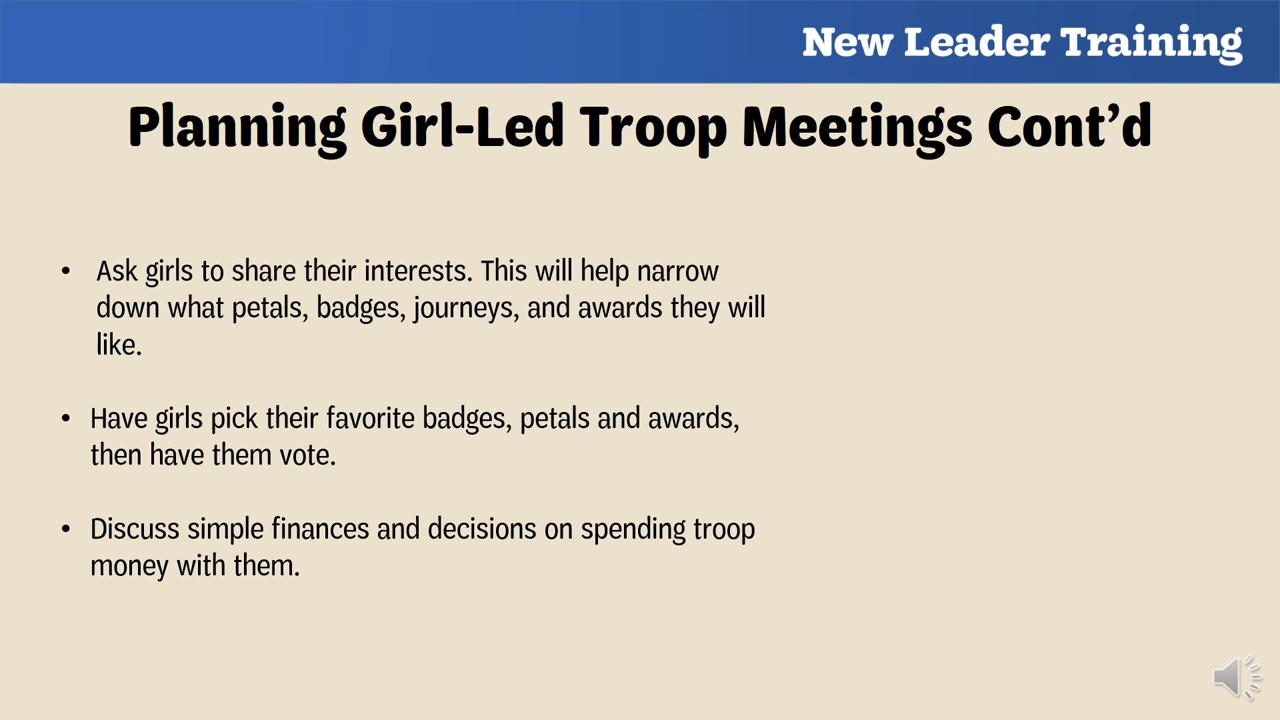 New Leader Training
Planning Girl-Led Troop Meetings Cont’d
• Ask girls to share their interests. This will help narrow
down what petals, badges, journeys, and awards they will
like.
• Have girls pick their favorite badges, petals and awards,
then have them vote.
• Discuss simple finances and decisions on spending troop
money with them.